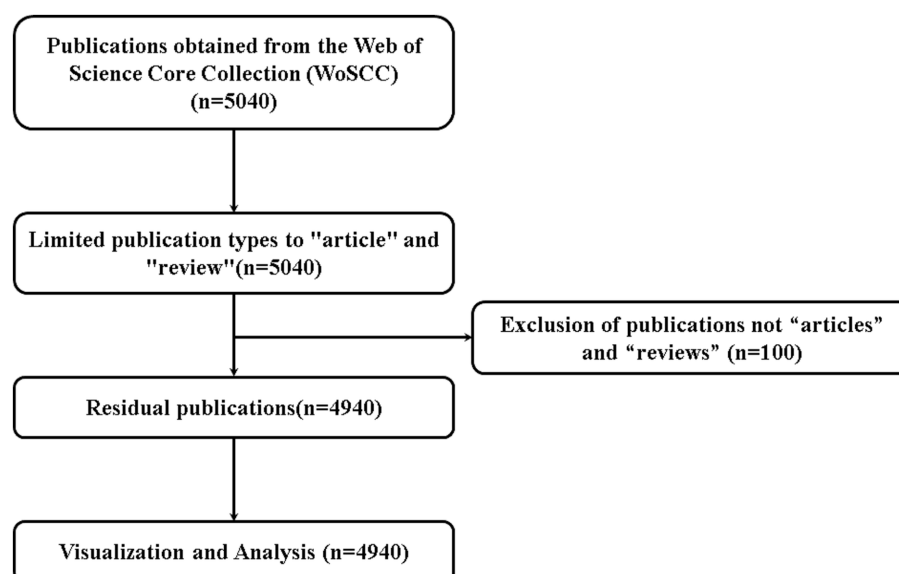 Publications obtained from the Web of
Science Core Collection (WoSCC)
(n=5040)
Limited publication types to "article" and
"review"(n=5040)
Exclusion of publications not “articles”
and “reviews” (n=100)
Residual publications(n=4940)
Visualization and Analysis (n=4940)